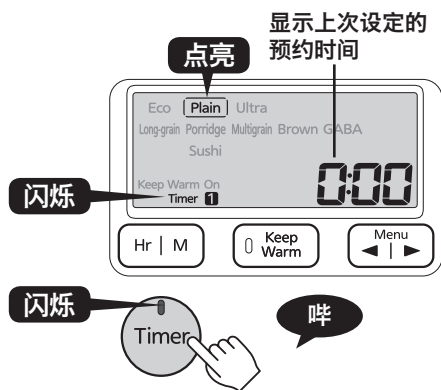 显示上次设定的
预约时间
点亮
Eco Plain Ultra
Long-grain Porridge Multigrain Brown GABA
Sushi
闪烁
Keep Warm On
Timer 1
0:00
Hr | M
Keep
Warm
Menu
◀ | ▶
闪烁
Timer
哔